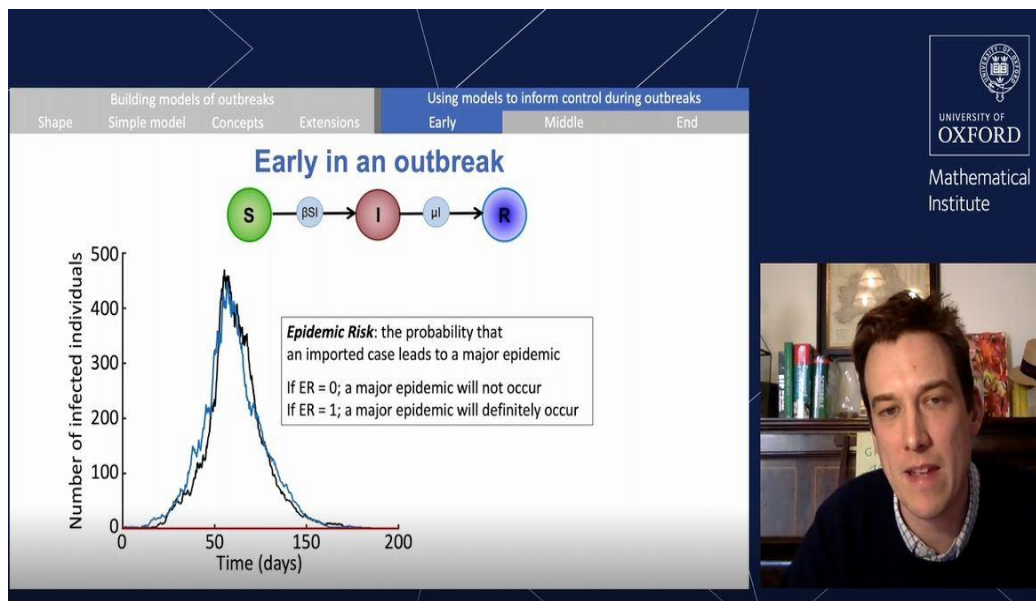 Building models of outbreaks
Using models to inform control during outbreaks
Shape
Simple model
Concepts
Extensions
Early
Middle
End
Early in an outbreak
S
βSI
I
μI
R
Number of infected individuals
500
400
300
200
100
0
0
50
150
200
Time (days)
Epidemic Risk: the probability that
an imported case leads to a major epidemic
If ER = 0; a major epidemic will not occur
If ER = 1; a major epidemic will definitely occur
UNIVERSITY OF
OXFORD
Mathematical
Institute